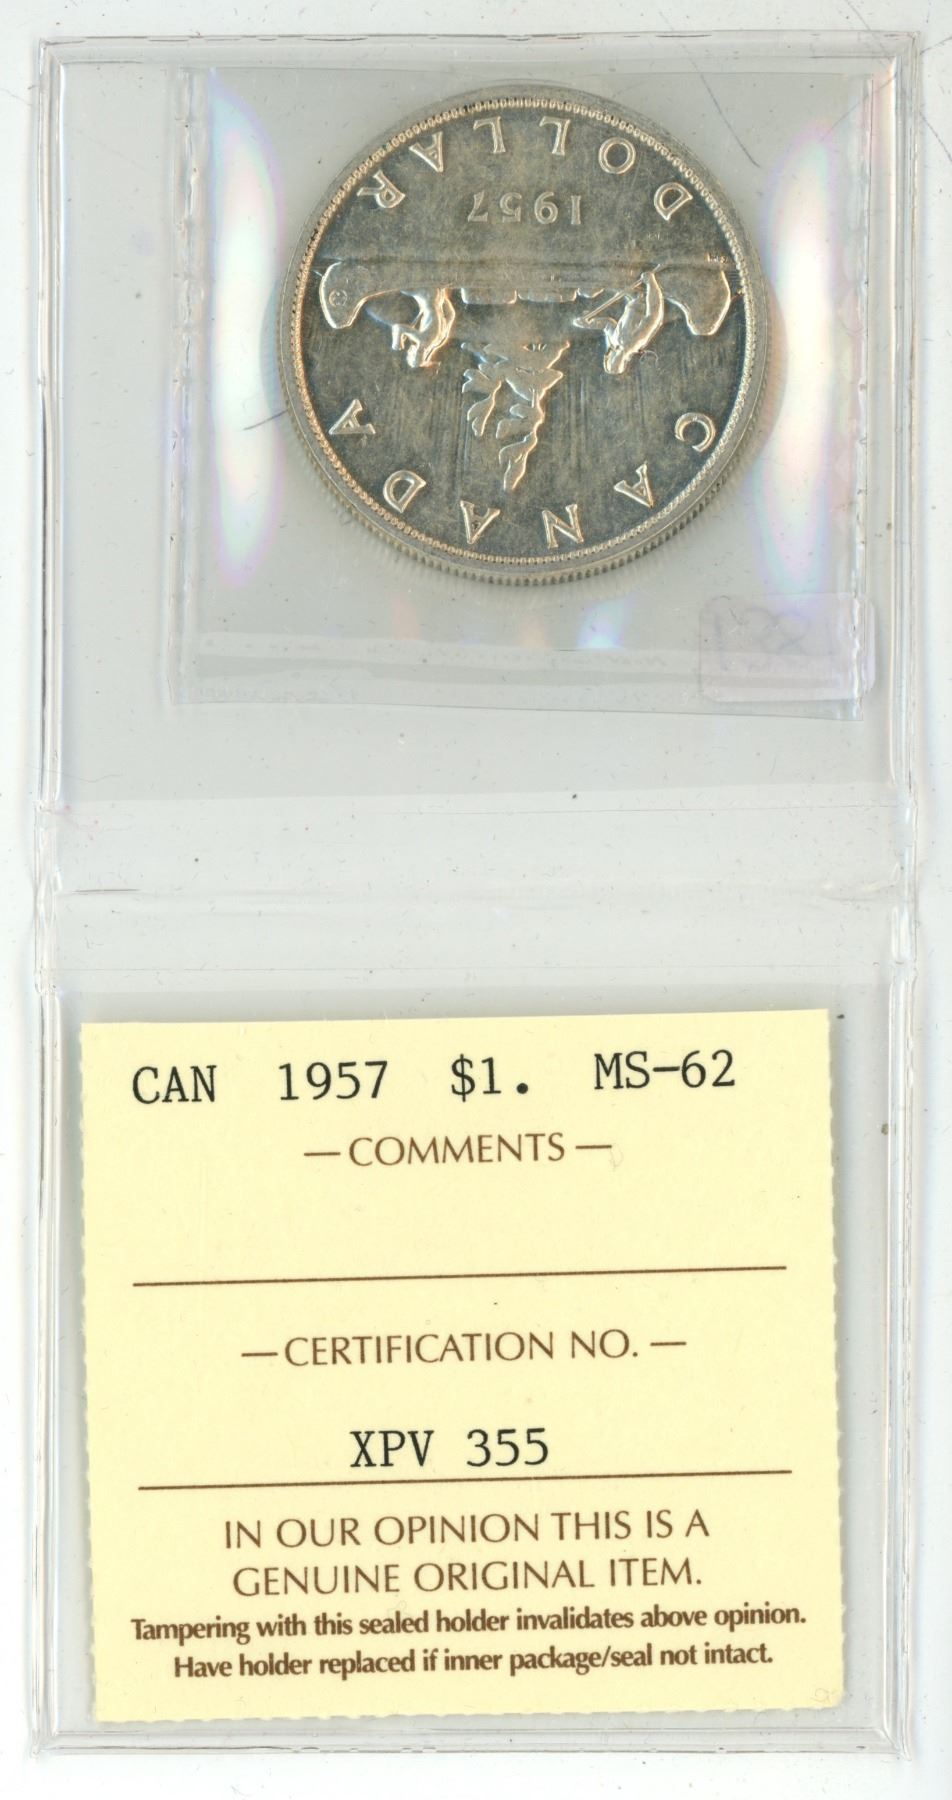 CANADA
1957
DOLLAR
CAN 1957 $1. MS-62
— COMMENTS —
— CERTIFICATION NO. —
XPV 355
IN OUR OPINION THIS IS A
GENUINE ORIGINAL ITEM.
Tampering with this sealed holder invalidates above opinion.
Have holder replaced if inner package/seal not intact.